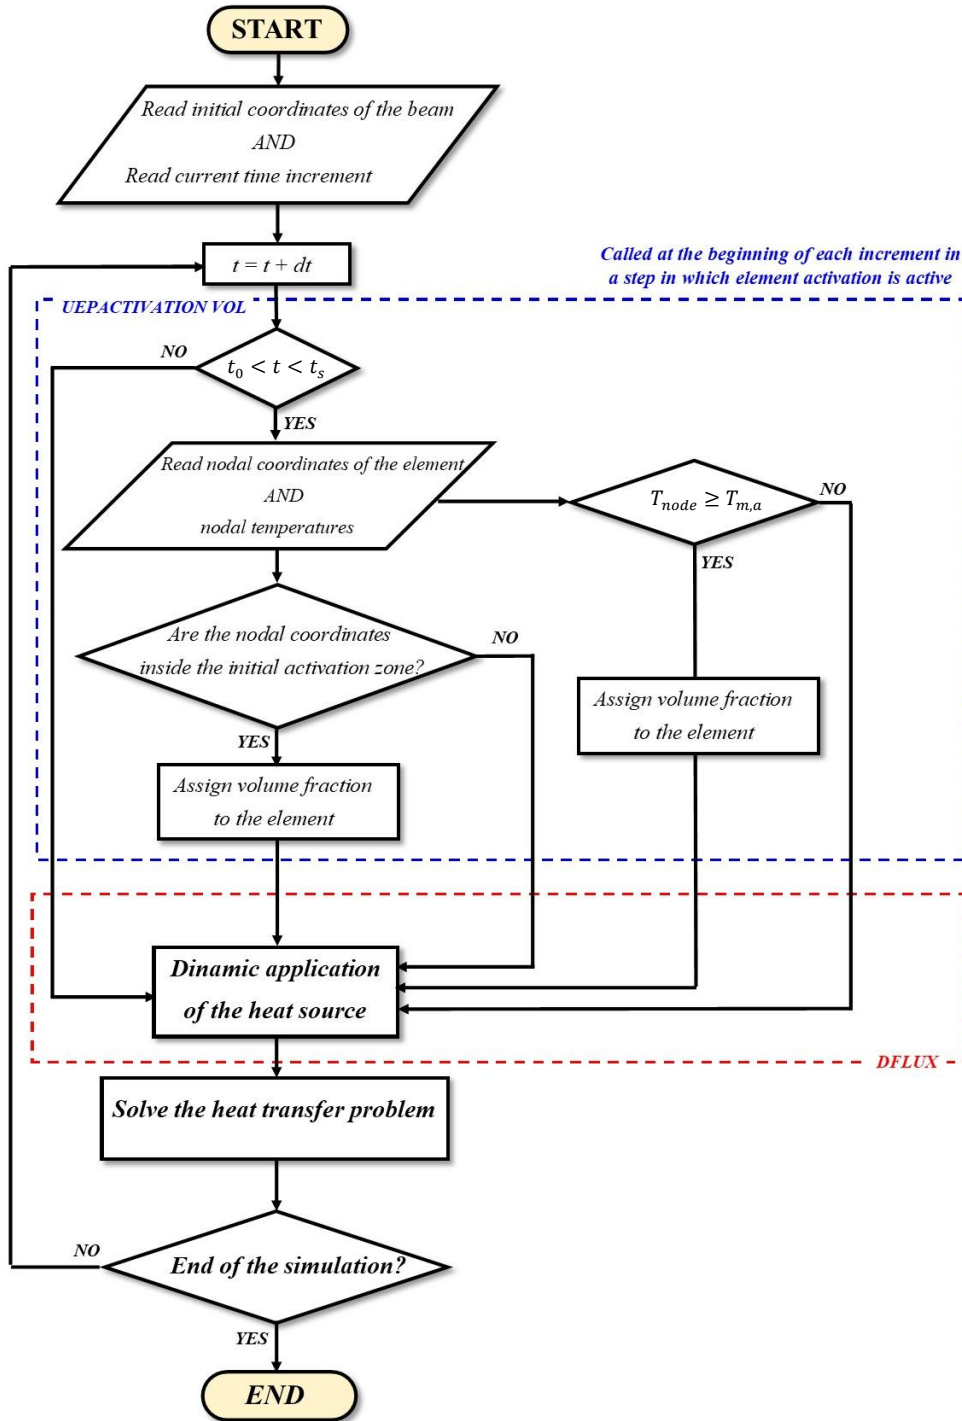 START
Read initial coordinates of the beam
AND
Read current time increment
t = t + dt
Called at the beginning of each increment in
a step in which element activation is active
UEPACTIVATION VOL
NO
t₀ < t < tₛ
YES
Read nodal coordinates of the element
AND
nodal temperatures
T_node ≥ T_m,a
NO
YES
Are the nodal coordinates
inside the initial activation zone?
NO
YES
Assign volume fraction
to the element
Assign volume fraction
to the element
Dinamic application
of the heat source
DFLUX
Solve the heat transfer problem
NO
End of the simulation?
YES
END